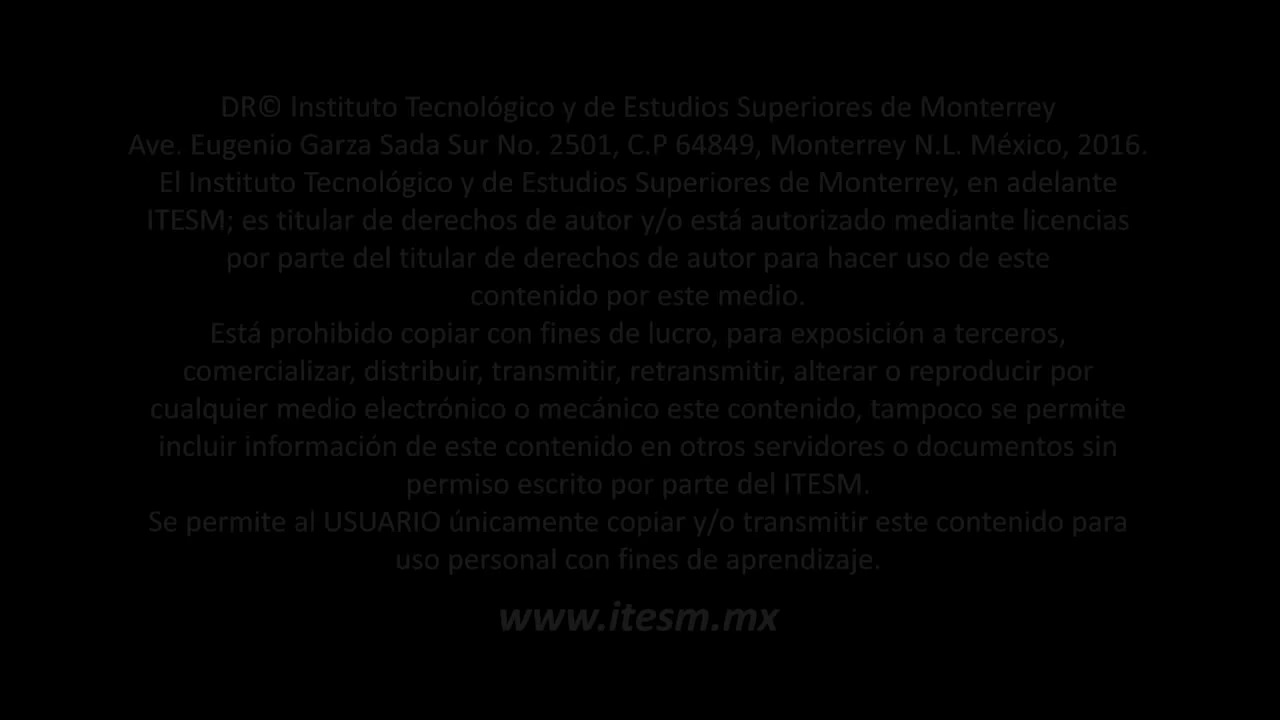 DR© Instituto Tecnológico y de Estudios Superiores de Monterrey
Ave. Eugenio Garza Sada Sur No. 2501, C.P 64849, Monterrey N.L. México, 2016.
El Instituto Tecnológico y de Estudios Superiores de Monterrey, en adelante
ITESM; es titular de derechos de autor y/o está autorizado mediante licencias
por parte del titular de derechos de autor para hacer uso de este
contenido por este medio.
Está prohibido copiar con fines de lucro, para exposición a terceros,
comercializar, distribuir, transmitir, retransmitir, alterar o reproducir por
cualquier medio electrónico o mecánico este contenido, tampoco se permite
incluir información de este contenido en otros servidores o documentos sin
permiso escrito por parte del ITESM.
Se permite al USUARIO únicamente copiar y/o transmitir este contenido para
uso personal con fines de aprendizaje.
www.itesm.mx